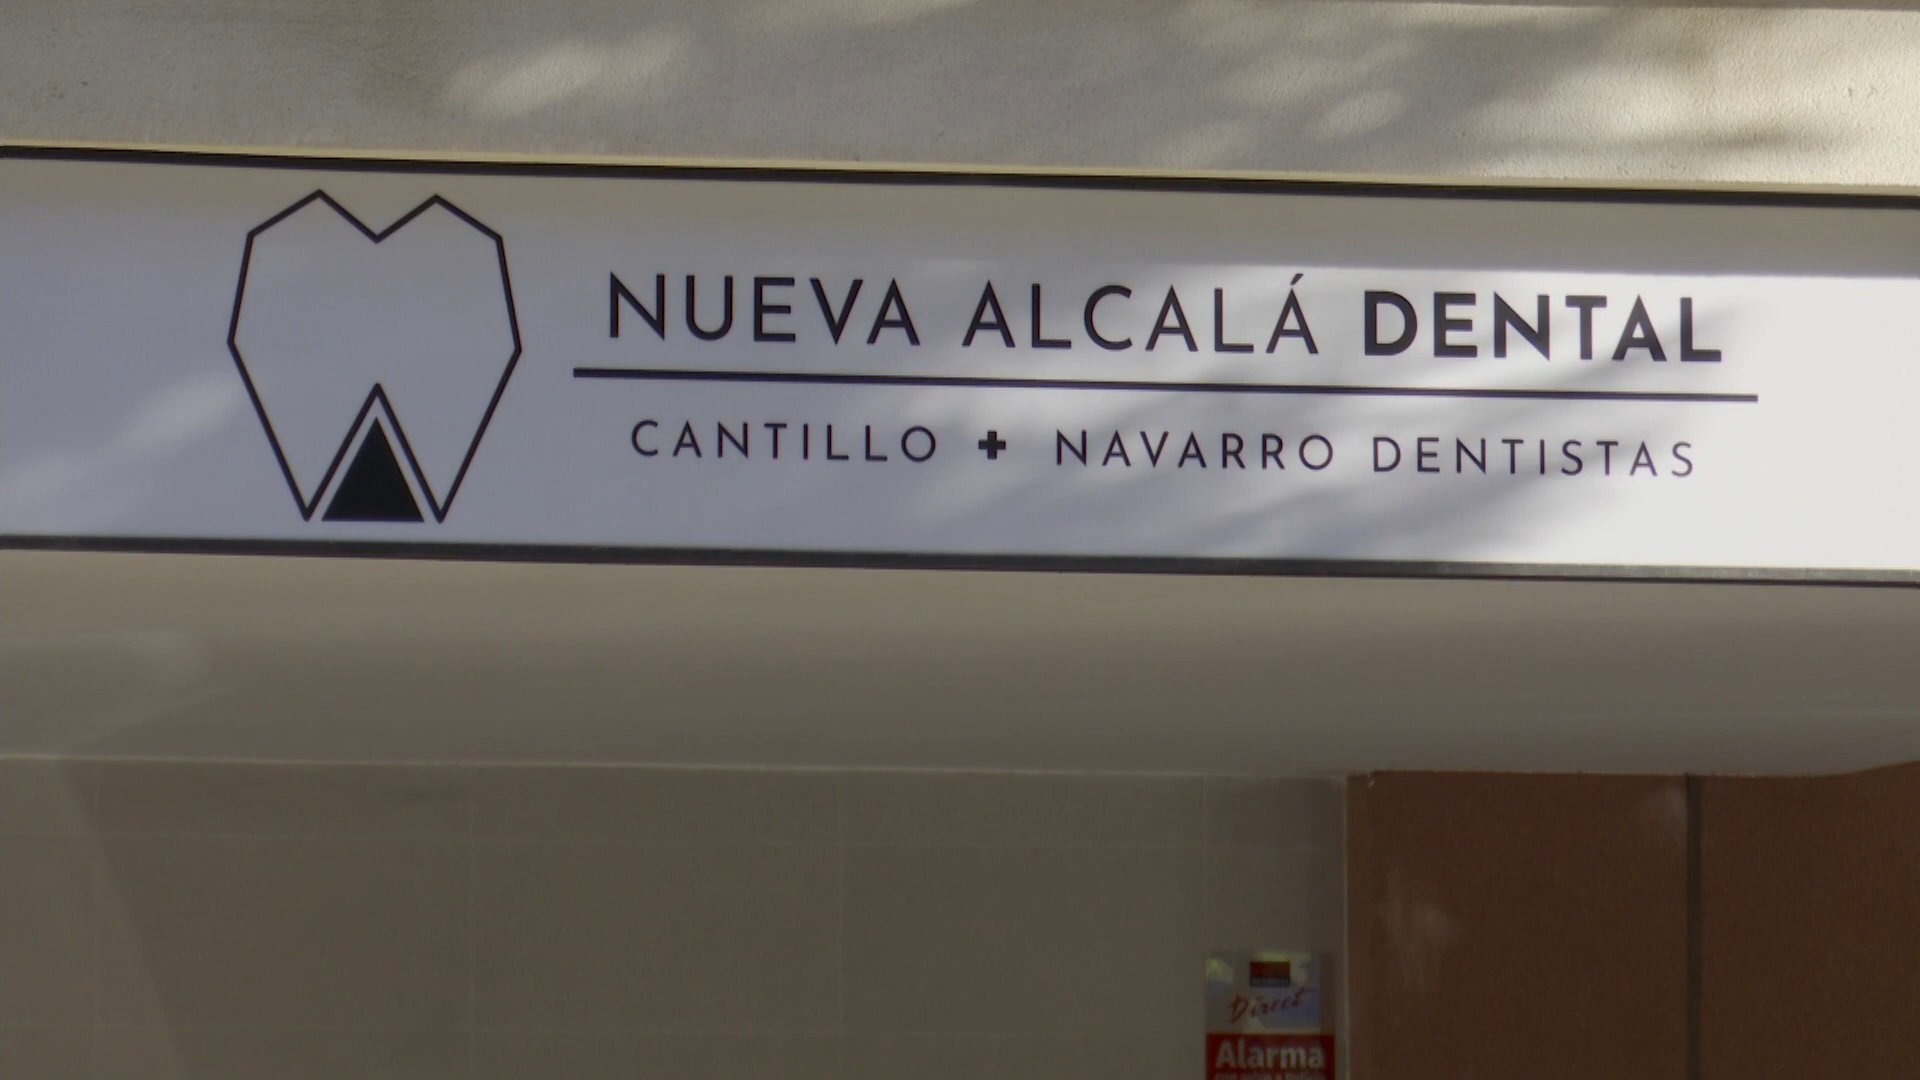 NUEVA ALCALÁ DENTAL
CANTILLO + NAVARRO DENTISTAS
Direct
Alarma